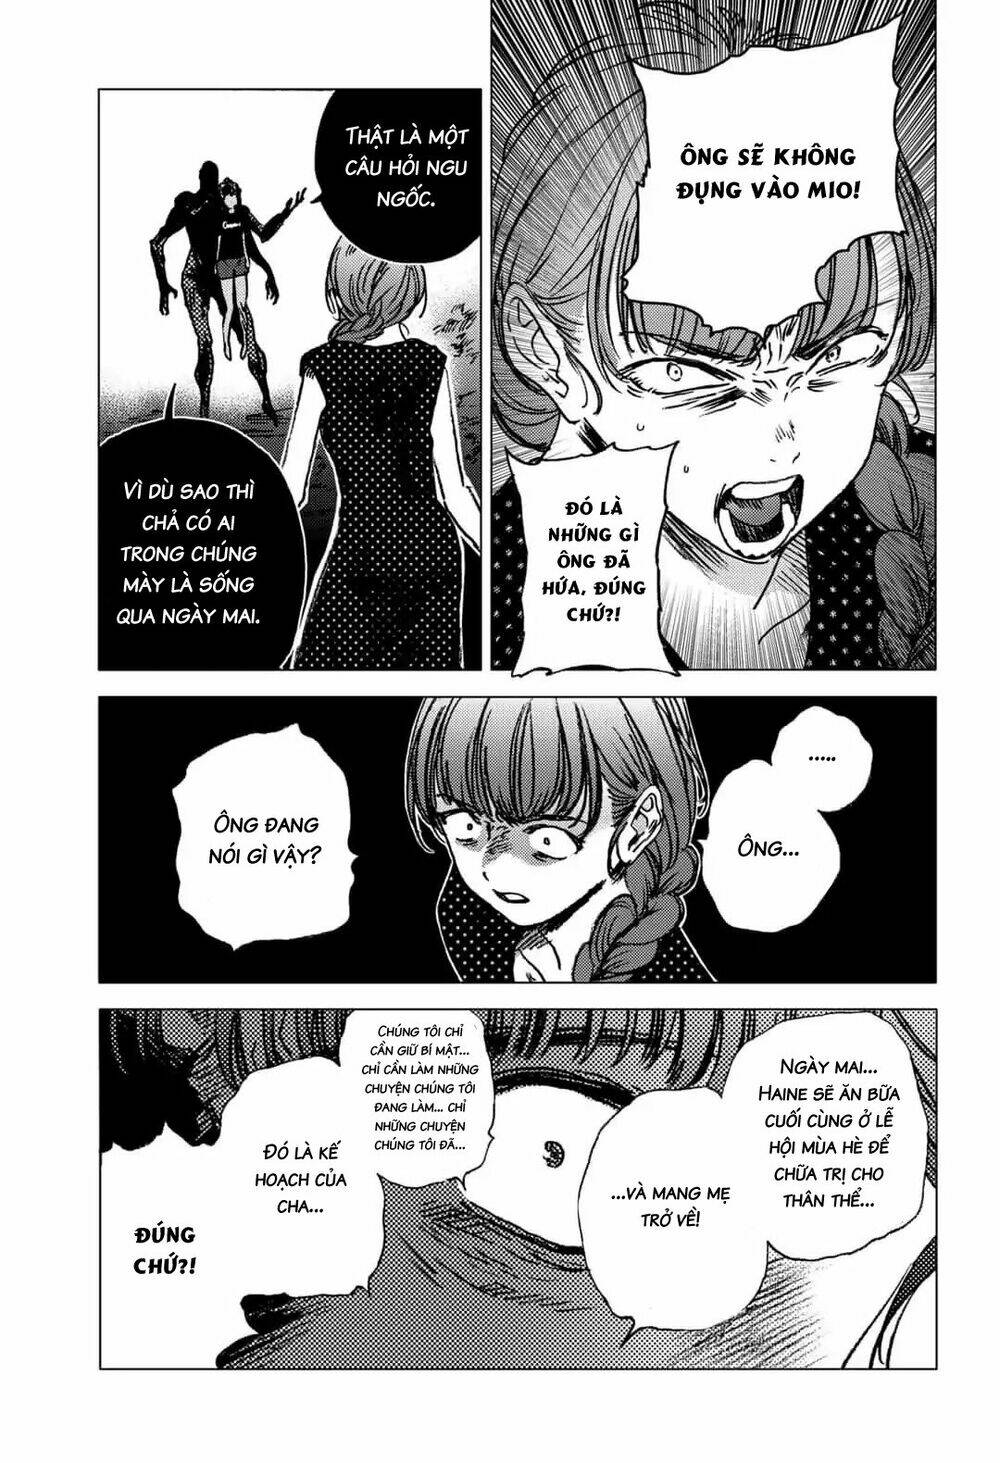 ÔNG SẼ KHÔNG
ĐỤNG VÀO MIO!
ĐÓ LÀ
NHỮNG GÌ
ÔNG ĐÃ
HỨA, ĐÚNG
CHỨ?!
THẬT LÀ MỘT
CÂU HỎI NGU
NGỐC.
VÌ DÙ SAO THÌ
CHẢ CÓ AI
TRONG CHÚNG
MÀY LÀ SỐNG
QUA NGÀY MAI.
.....
ÔNG...
ÔNG ĐANG
NÓI GÌ VẬY?
NGÀY MAI...
HAINE SẼ ĂN BỮA
CUỐI CÙNG Ở LỄ
HỘI MÙA HÈ ĐỂ
CHỮA TRỊ CHO
THÂN THỂ...
...VÀ MANG MẸ
TRỞ VỀ!
CHÚNG TÔI CHỈ
CẦN GIỮ BÍ MẬT...
CHỈ CẦN LÀM NHỮNG
CHUYỆN CHÚNG TÔI
ĐANG LÀM... CHỈ
NHỮNG CHUYỆN
CHÚNG TÔI ĐÃ...
ĐÓ LÀ KẾ
HOẠCH CỦA
CHA...
ĐÚNG
CHỨ?!